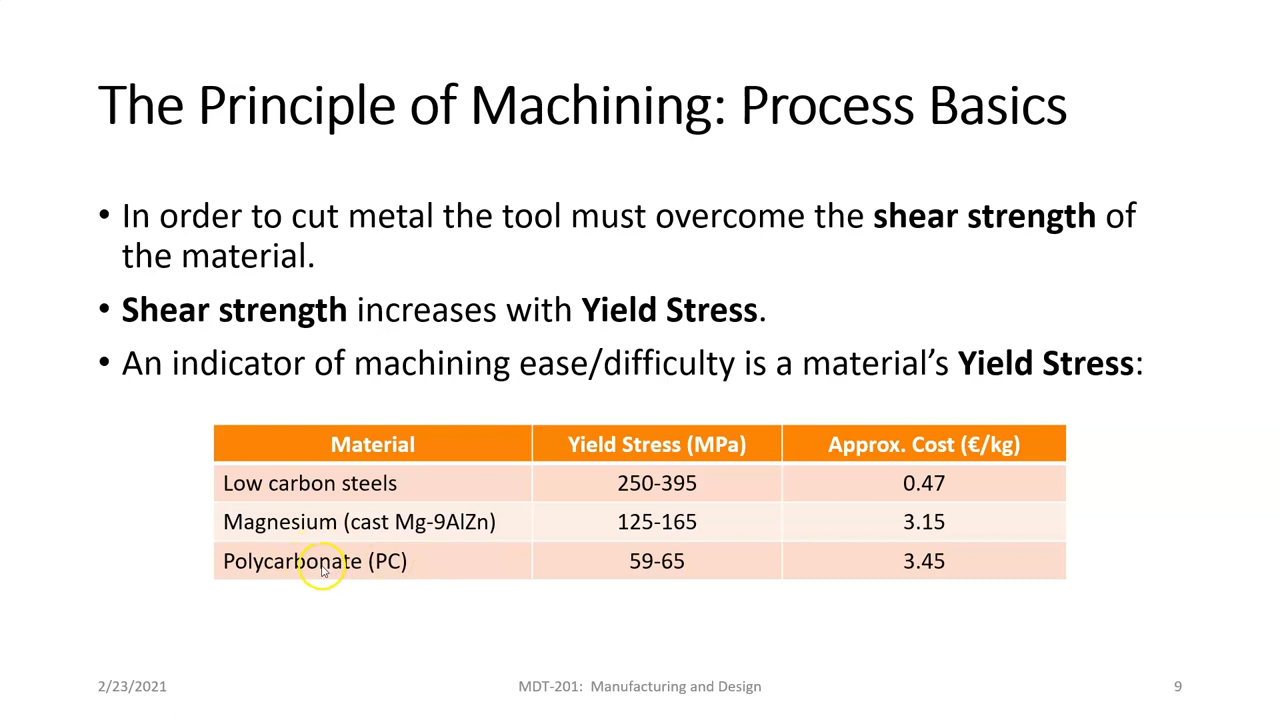 The Principle of Machining: Process Basics
• In order to cut metal the tool must overcome the shear strength of
the material.
• Shear strength increases with Yield Stress.
• An indicator of machining ease/difficulty is a material’s Yield Stress:
Material Yield Stress (MPa) Approx. Cost (€/kg)
Low carbon steels 250-395 0.47
Magnesium (cast Mg-9AlZn) 125-165 3.15
Polycarbonate (PC) 59-65 3.45
2/23/2021 MDT-201: Manufacturing and Design 9